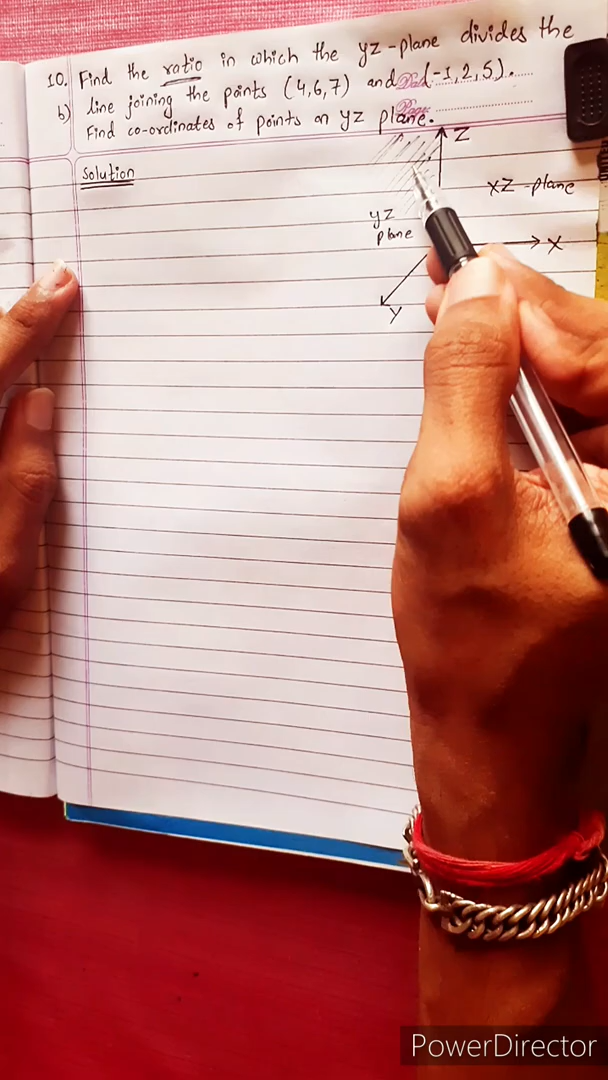 10. Find the ratio in which the yz-plane divides the
b) line joining the points (4,6,7) and (-1,2,5).
Find co-ordinates of points on yz plane.
Solution
Z
XZ-plane
yz
plane
X
Y
PowerDirector